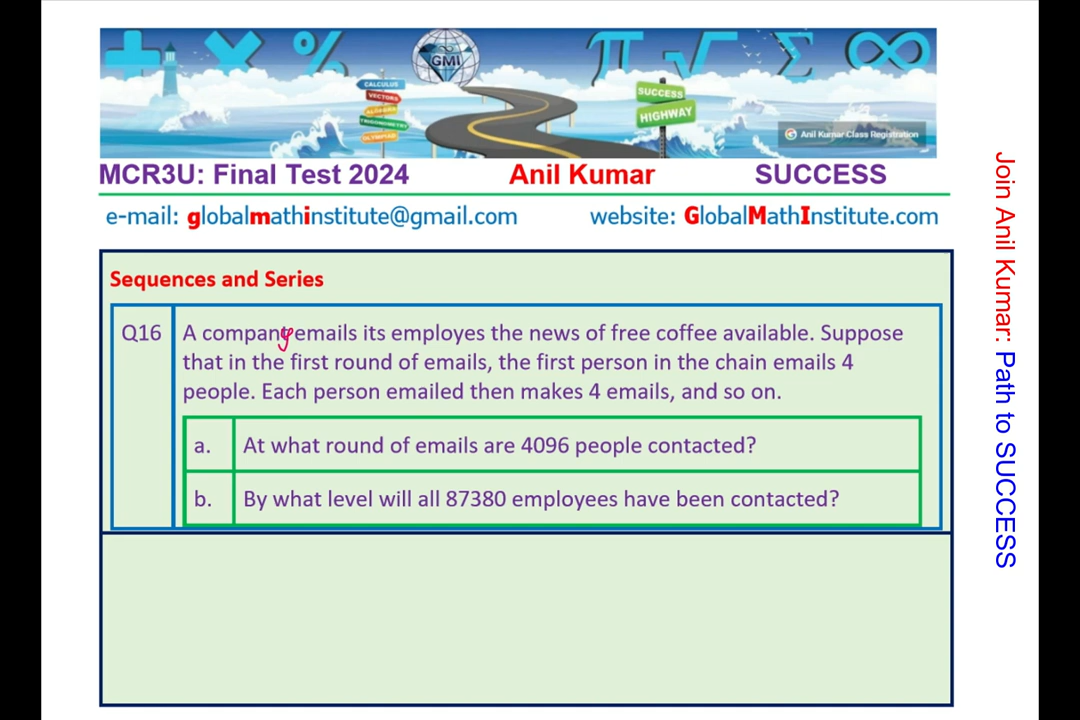 GMI
CALCULUS
VECTORS
TRIGONOMETRY
SUCCESS
HIGHWAY
Anil Kumar Class Registration
MCR3U: Final Test 2024 Anil Kumar SUCCESS
e-mail: globalmathinstitute@gmail.com website: GlobalMathInstitute.com
Sequences and Series
Q16 A company emails its employes the news of free coffee available. Suppose
that in the first round of emails, the first person in the chain emails 4
people. Each person emailed then makes 4 emails, and so on.
a. At what round of emails are 4096 people contacted?
b. By what level will all 87380 employees have been contacted?
Join Anil Kumar: Path to SUCCESS